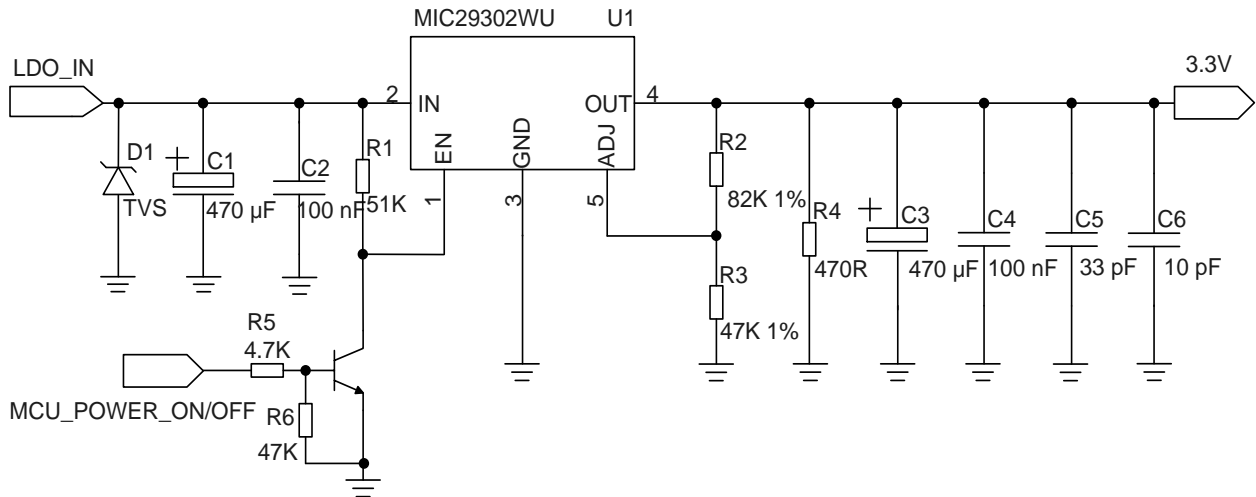 MIC29302WU U1
LDO_IN
3.3V
2 IN
OUT 4
EN
GND
ADJ
1
3
5
D1
TVS
C1
470 µF
C2
100 nF
R1
51K
R2
82K 1%
R3
47K 1%
R4
470R
C3
470 µF
C4
100 nF
C5
33 pF
C6
10 pF
R5
4.7K
MCU_POWER_ON/OFF
R6
47K